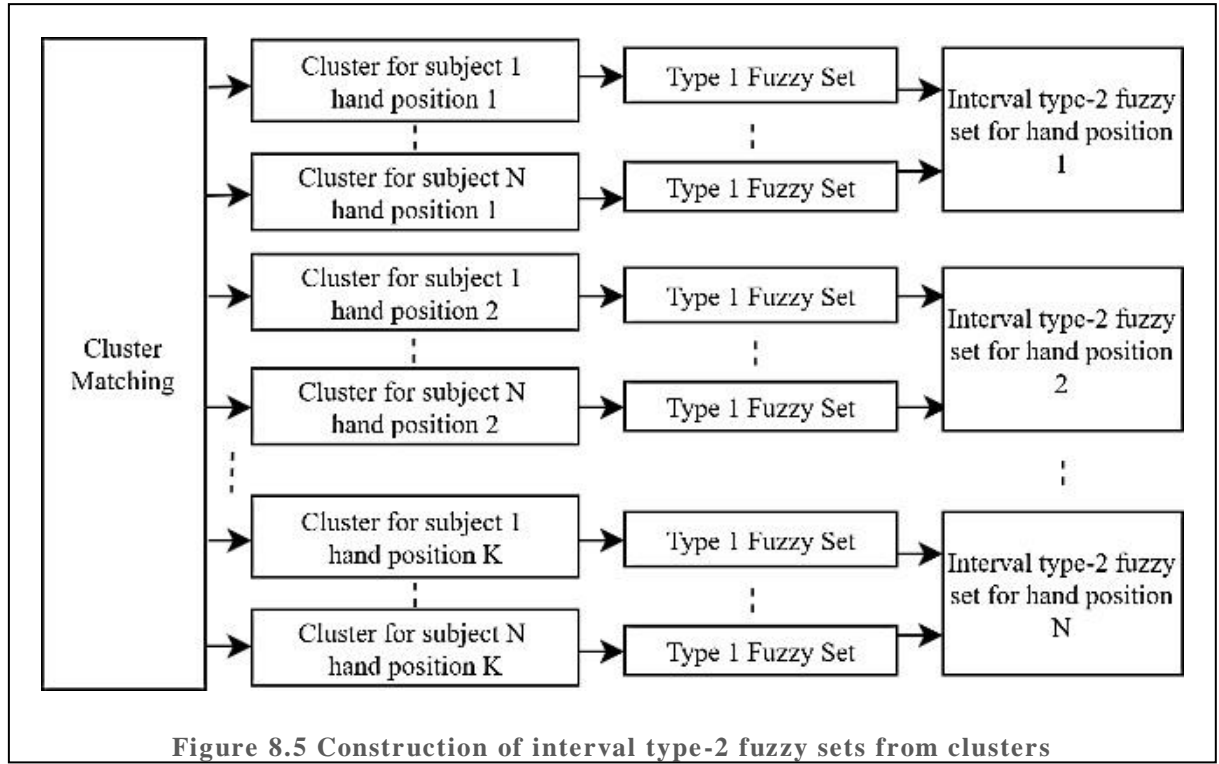 Cluster
Matching
Cluster for subject 1
hand position 1
Type 1 Fuzzy Set
Cluster for subject N
hand position 1
Type 1 Fuzzy Set
Interval type-2 fuzzy
set for hand position
1
Cluster for subject 1
hand position 2
Type 1 Fuzzy Set
Cluster for subject N
hand position 2
Type 1 Fuzzy Set
Interval type-2 fuzzy
set for hand position
2
Cluster for subject 1
hand position K
Type 1 Fuzzy Set
Cluster for subject N
hand position K
Type 1 Fuzzy Set
Interval type-2 fuzzy
set for hand position
N
Figure 8.5 Construction of interval type-2 fuzzy sets from clusters